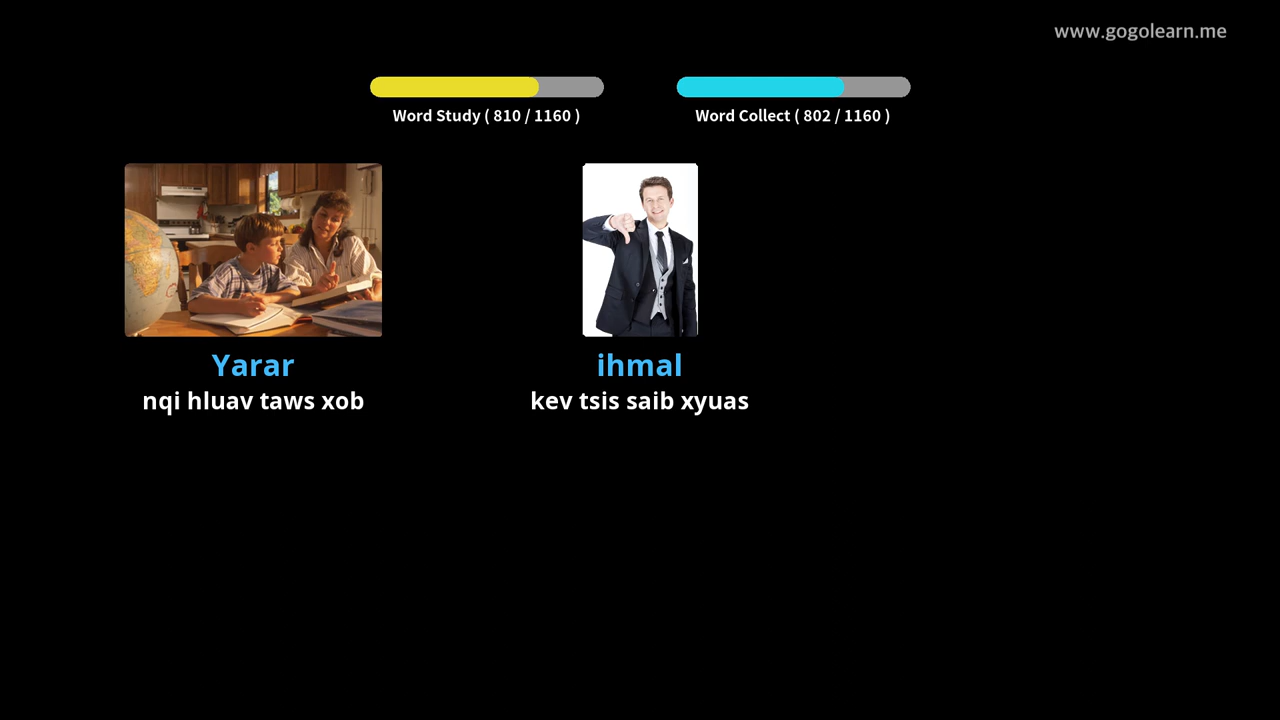 www.gogolearn.me
Word Study ( 810 / 1160 )
Word Collect ( 802 / 1160 )
Yarar
nqi hluav taws xob
ihmal
kev tsis saib xyuas